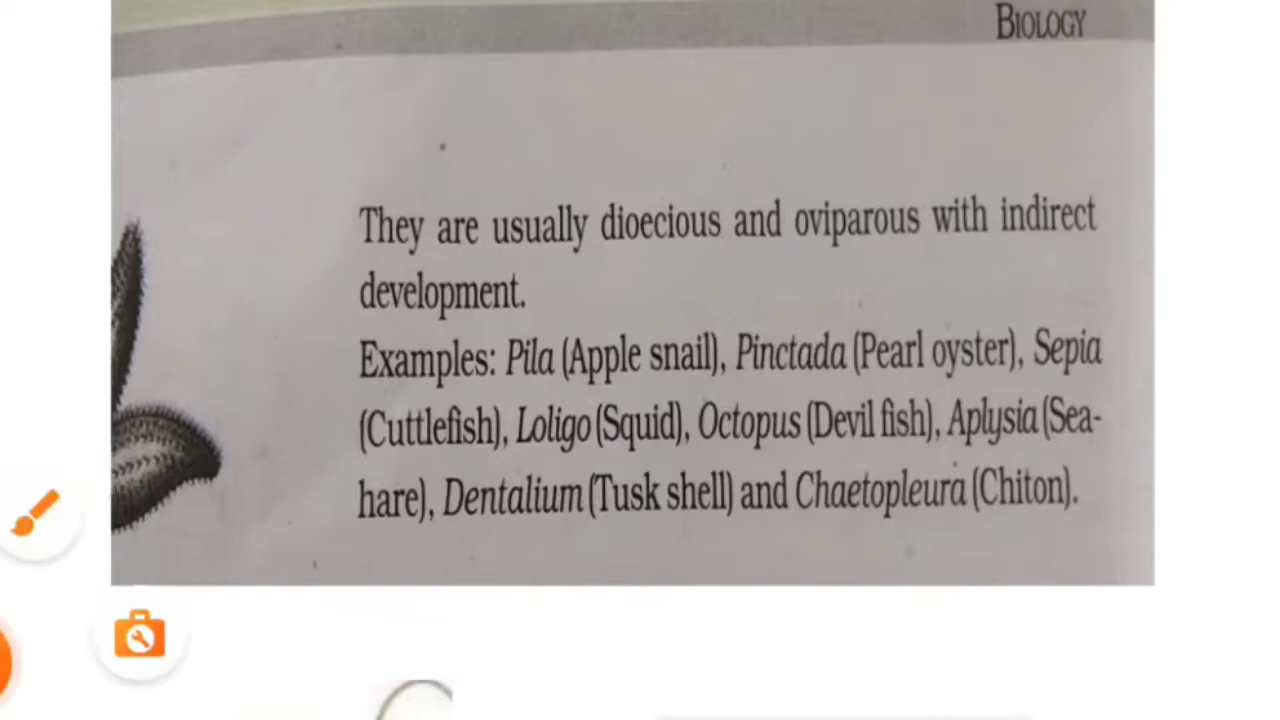 BIOLOGY
They are usually dioecious and oviparous with indirect
development.
Examples: Pila (Apple snail), Pinctada (Pearl oyster), Sepia
(Cuttlefish), Loligo (Squid), Octopus (Devil fish), Aplysia (Sea-
hare), Dentalium (Tusk shell) and Chaetopleura (Chiton).